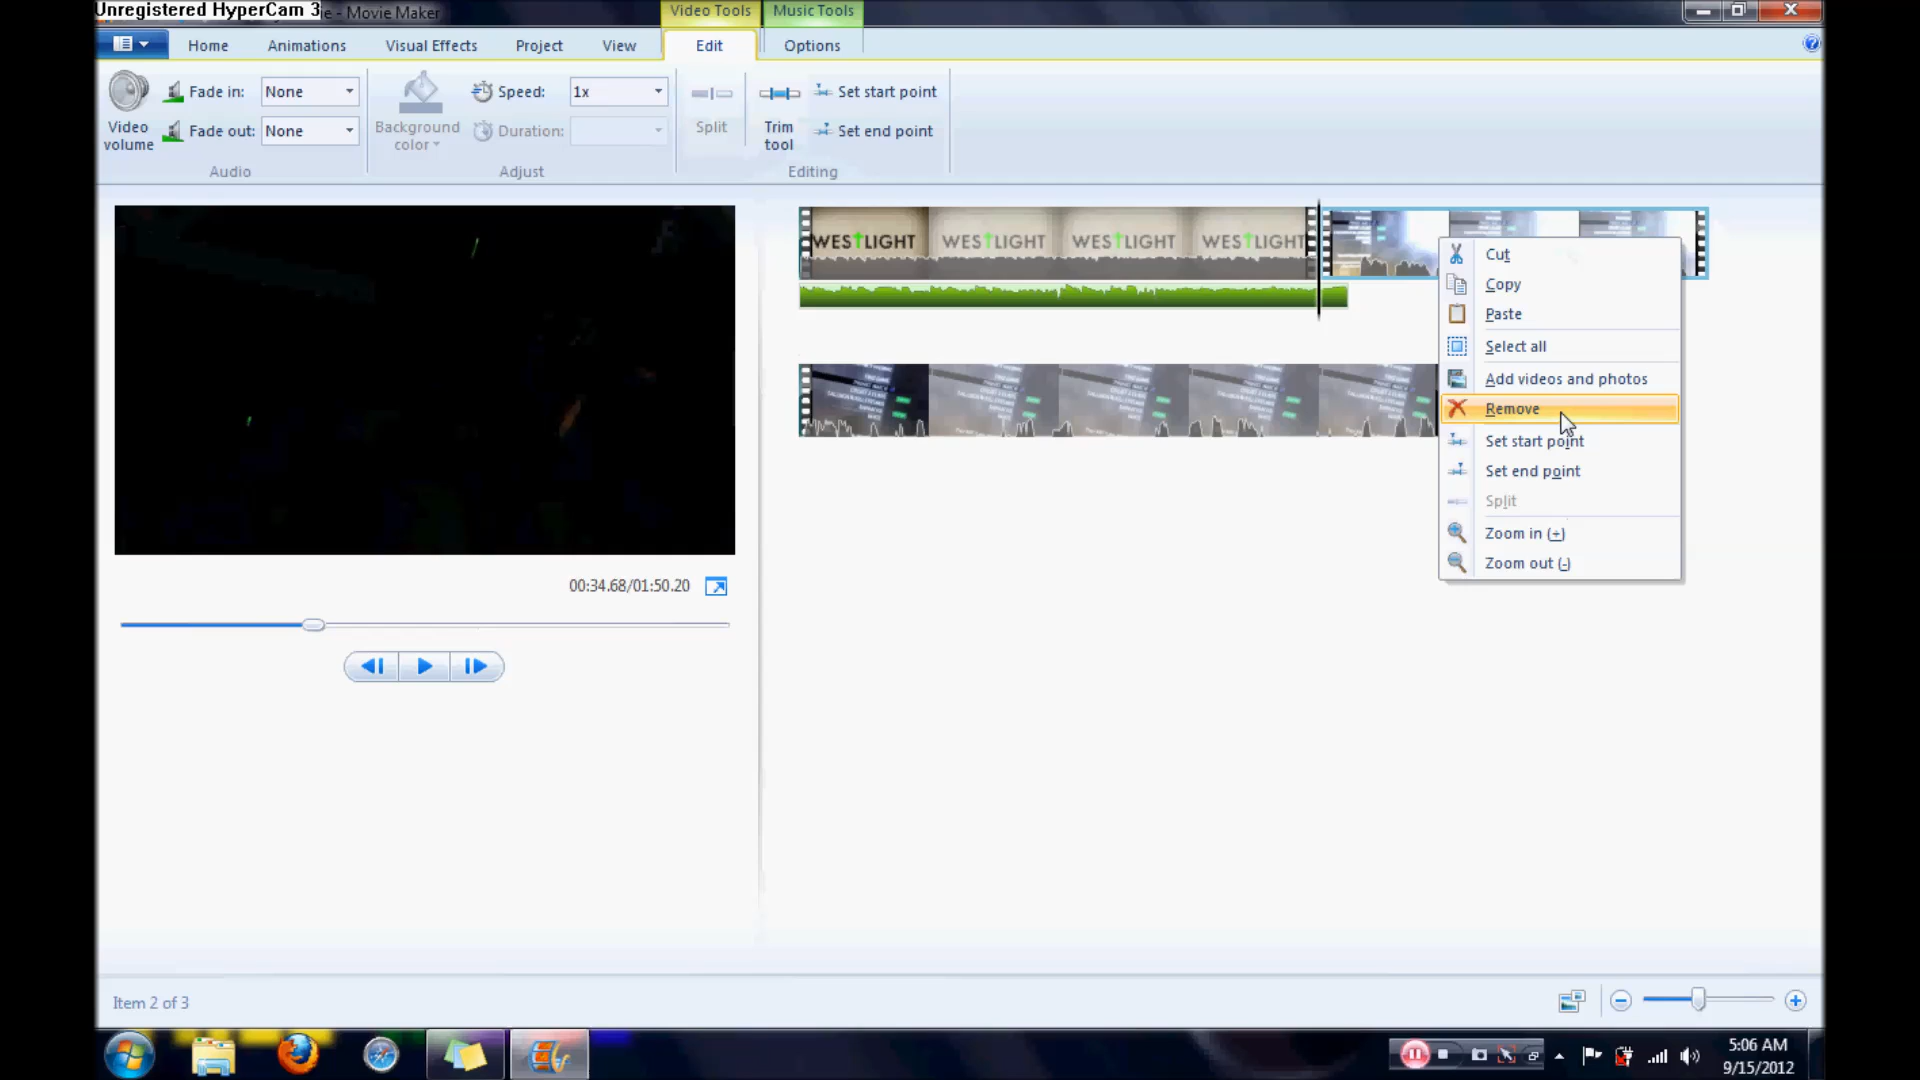 Unregistered HyperCam 3
ie - Movie Maker
Video Tools
Music Tools
Home
Animations
Visual Effects
Project
View
Edit
Options
Video volume
Fade in: None
Fade out: None
Audio
Background color
Speed: 1x
Duration:
Adjust
Split
Trim tool
Set start point
Set end point
Editing
WESTLIGHT WESTLIGHT WESTLIGHT WESTLIGHT
Cut
Copy
Paste
Select all
Add videos and photos
Remove
Set start point
Set end point
Split
Zoom in (+)
Zoom out (-)
00:34.68/01:50.20
Item 2 of 3
5:06 AM
9/15/2012